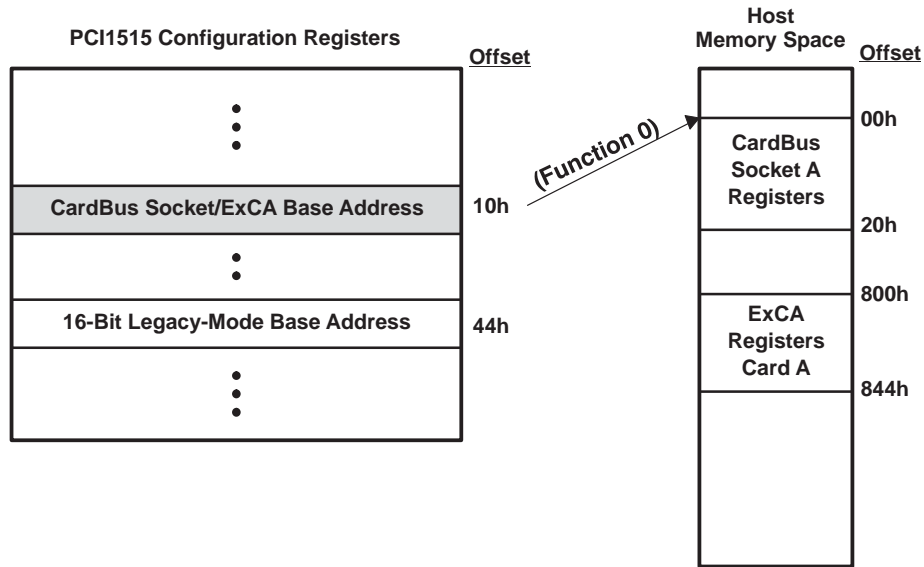 PCI1515 Configuration Registers
Offset
CardBus Socket/ExCA Base Address
10h
16-Bit Legacy-Mode Base Address
44h
(Function 0)
Host
Memory Space
Offset
00h
CardBus
Socket A
Registers
20h
800h
ExCA
Registers
Card A
844h